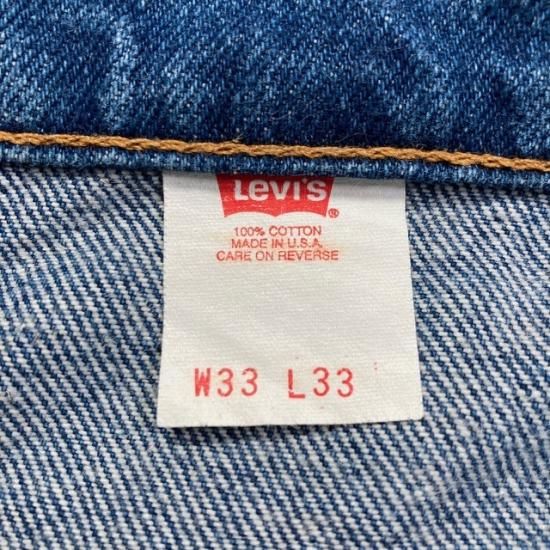 Levi's
®
100% COTTON
MADE IN U.S.A.
CARE ON REVERSE
W33 L33